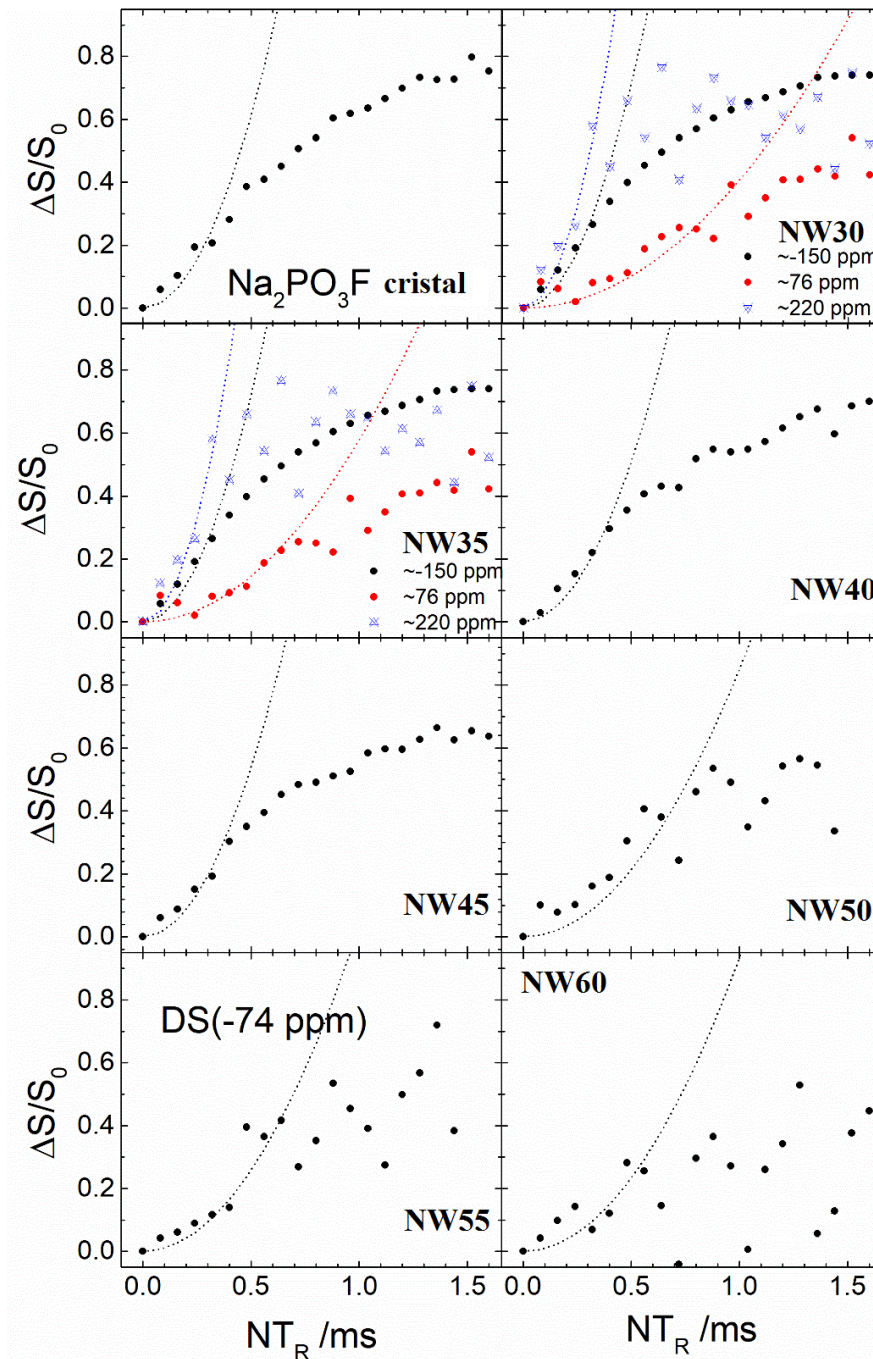 0.8
0.6
0.4
0.2
0.0
ΔS/S₀
Na₂PO₃F cristal
NW30
~-150 ppm
~76 ppm
~220 ppm
0.8
0.6
0.4
0.2
0.0
ΔS/S₀
NW35
~-150 ppm
~76 ppm
~220 ppm
NW40
0.8
0.6
0.4
0.2
0.0
ΔS/S₀
NW45
NW50
0.8
0.6
0.4
0.2
0.0
ΔS/S₀
DS(-74 ppm)
NW55
NW60
0.0 0.5 1.0 1.5
0.0 0.5 1.0 1.5
NT_R /ms
NT_R /ms